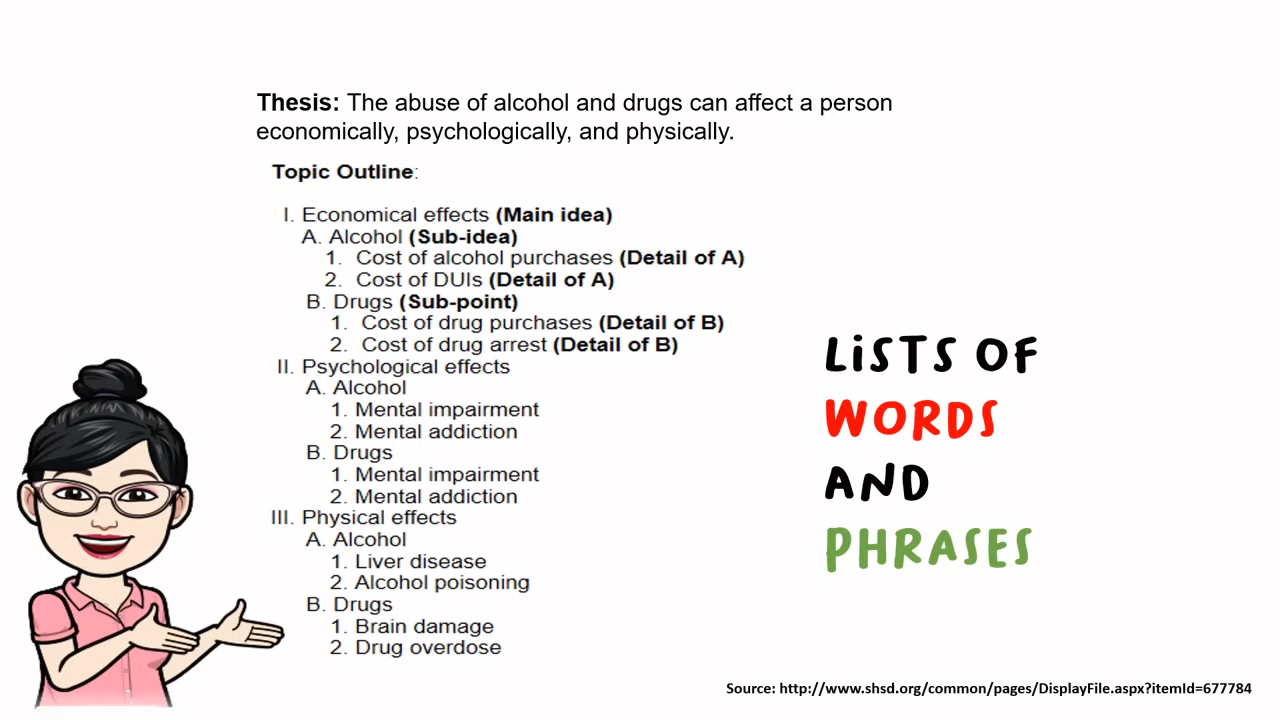 Thesis: The abuse of alcohol and drugs can affect a person
economically, psychologically, and physically.
Topic Outline:
I. Economical effects (Main idea)
A. Alcohol (Sub-idea)
1. Cost of alcohol purchases (Detail of A)
2. Cost of DUIs (Detail of A)
B. Drugs (Sub-point)
1. Cost of drug purchases (Detail of B)
2. Cost of drug arrest (Detail of B)
II. Psychological effects
A. Alcohol
1. Mental impairment
2. Mental addiction
B. Drugs
1. Mental impairment
2. Mental addiction
III. Physical effects
A. Alcohol
1. Liver disease
2. Alcohol poisoning
B. Drugs
1. Brain damage
2. Drug overdose
LiSTS OF
WORDS
AND
PHRASES
Source: http://www.shsd.org/common/pages/DisplayFile.aspx?itemId=677784